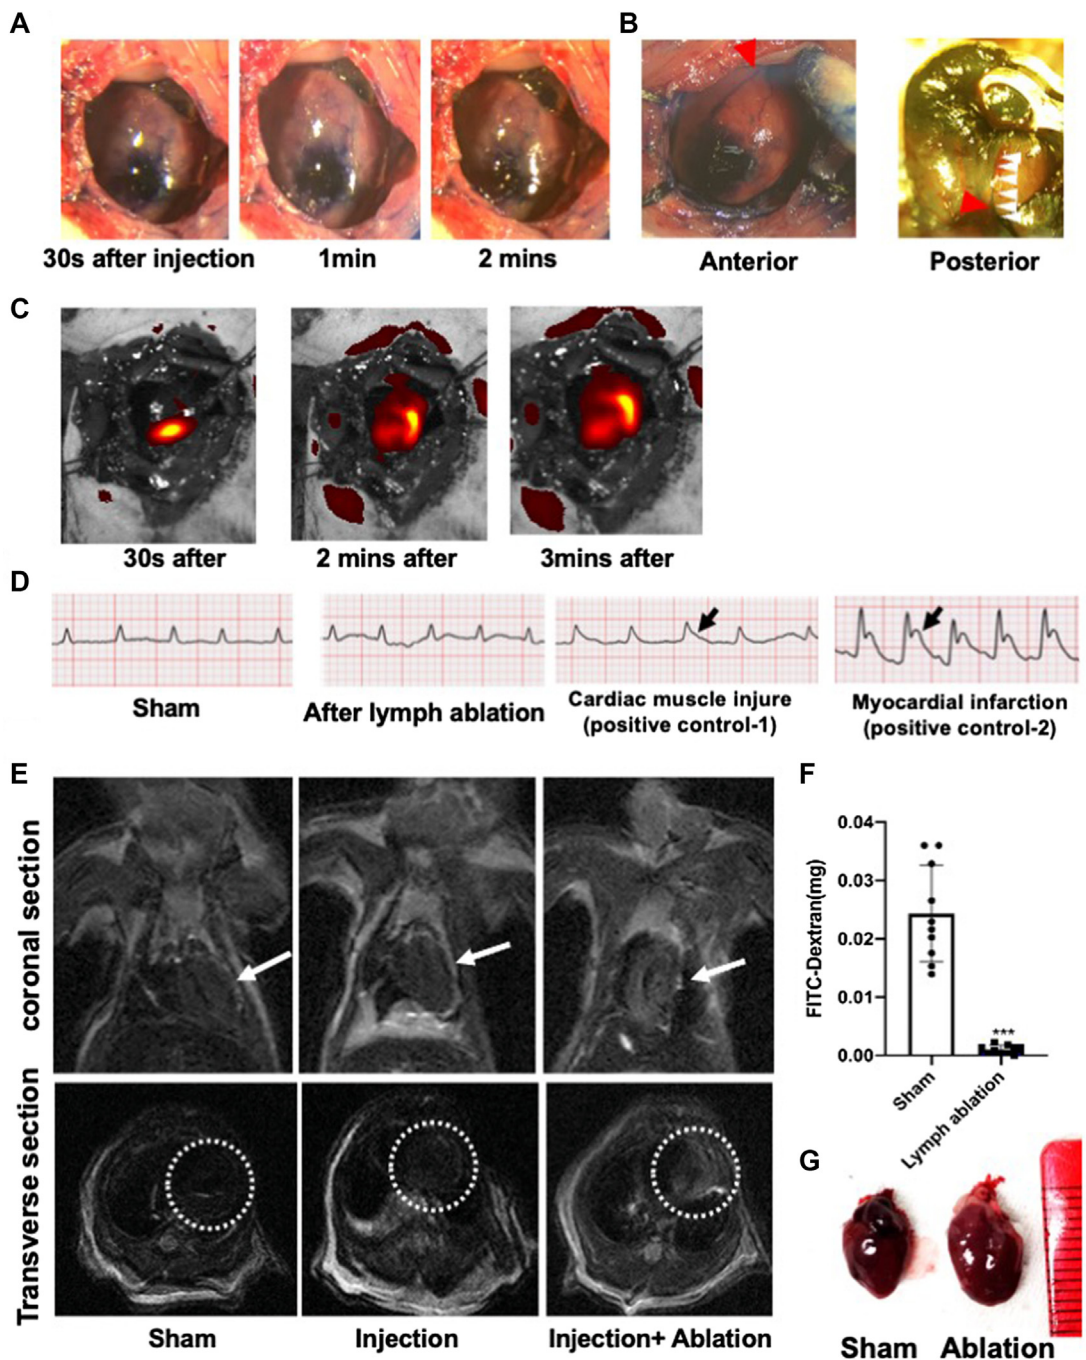 A
B
30s after injection
1min
2 mins
Anterior
Posterior
C
30s after
2 mins after
3mins after
D
Sham
After lymph ablation
Cardiac muscle injure
(positive control-1)
Myocardial infarction
(positive control-2)
E
coronal section
Transverse section
Sham
Injection
Injection+ Ablation
F
FITC-Dextran(mg)
0.04
0.03
0.02
0.01
0.00
***
Sham
Lymph ablation
G
Sham
Ablation